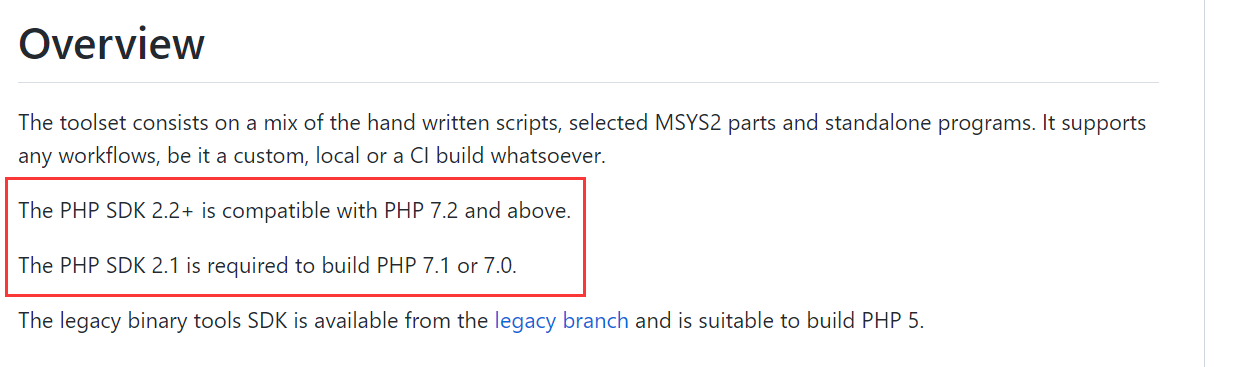 Overview
The toolset consists on a mix of the hand written scripts, selected MSYS2 parts and standalone programs. It supports
any workflows, be it a custom, local or a CI build whatsoever.
The PHP SDK 2.2+ is compatible with PHP 7.2 and above.
The PHP SDK 2.1 is required to build PHP 7.1 or 7.0.
The legacy binary tools SDK is available from the legacy branch and is suitable to build PHP 5.